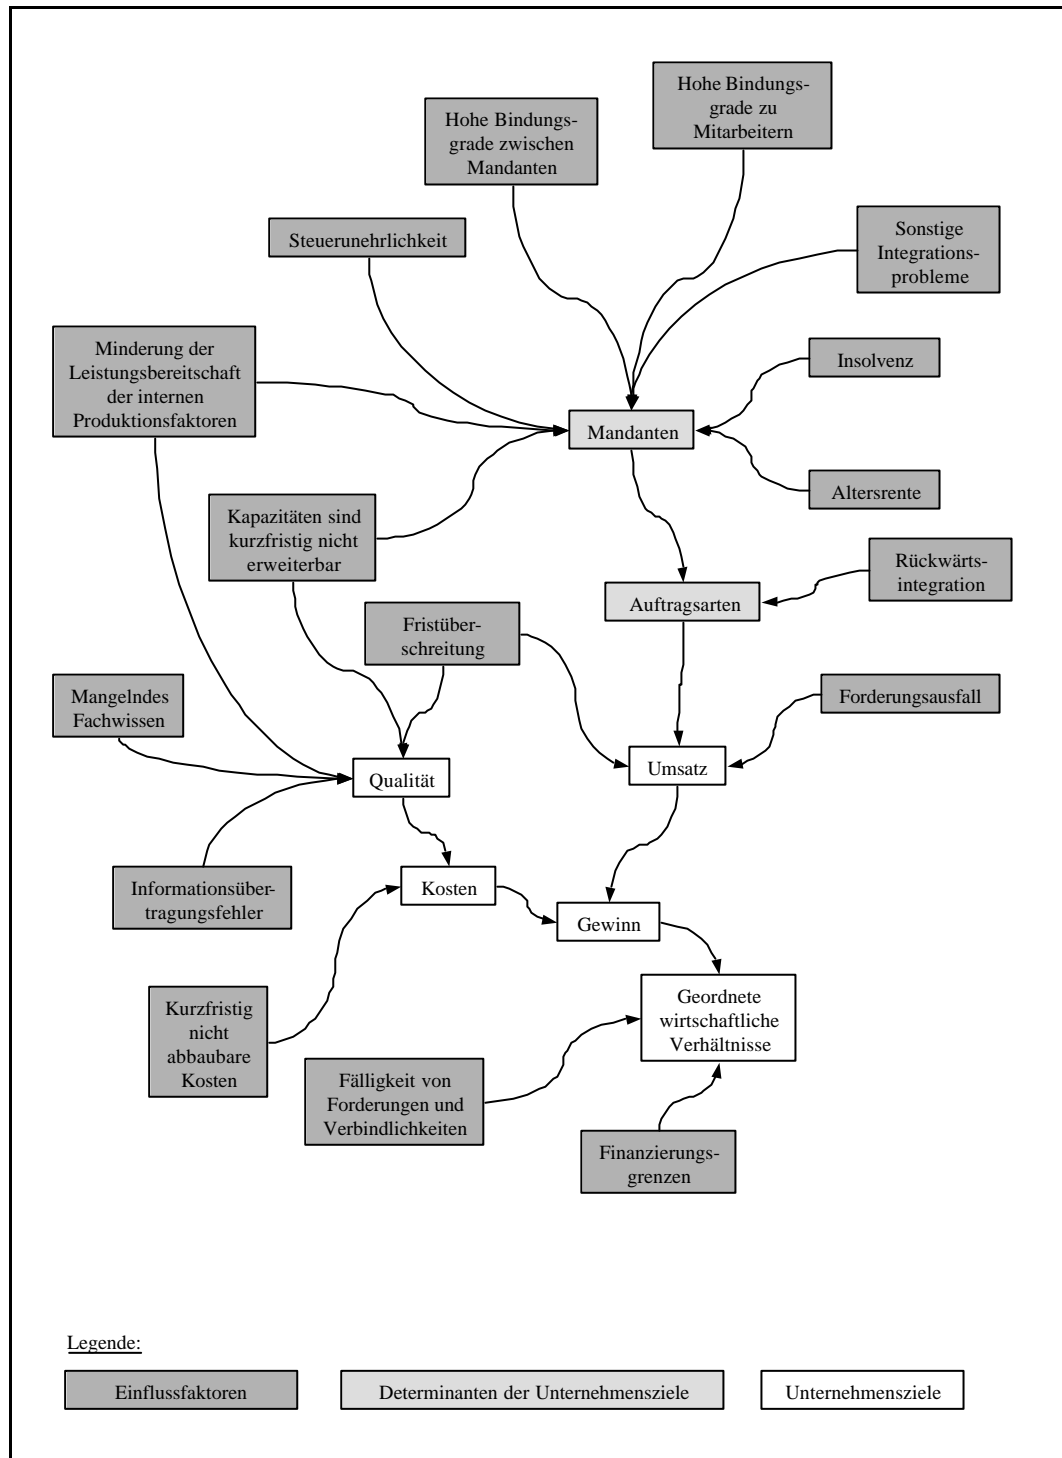 Hohe Bindungs-
grade zu
Mitarbeitern
Hohe Bindungs-
grade zwischen
Mandanten
Steuerunehrlichkeit
Sonstige
Integrations-
probleme
Minderung der
Leistungsbereitschaft
der internen
Produktionsfaktoren
Insolvenz
Mandanten
Altersrente
Kapazitäten sind
kurzfristig nicht
erweiterbar
Rückwärts-
integration
Auftragsarten
Fristüber-
schreitung
Mangelndes
Fachwissen
Forderungsausfall
Qualität
Umsatz
Informationsüber-
tragungsfehler
Kosten
Gewinn
Kurzfristig
nicht
abbaubare
Kosten
Geordnete
wirtschaftliche
Verhältnisse
Fälligkeit von
Forderungen und
Verbindlichkeiten
Finanzierungs-
grenzen
Legende:
Einflussfaktoren
Determinanten der Unternehmensziele
Unternehmensziele